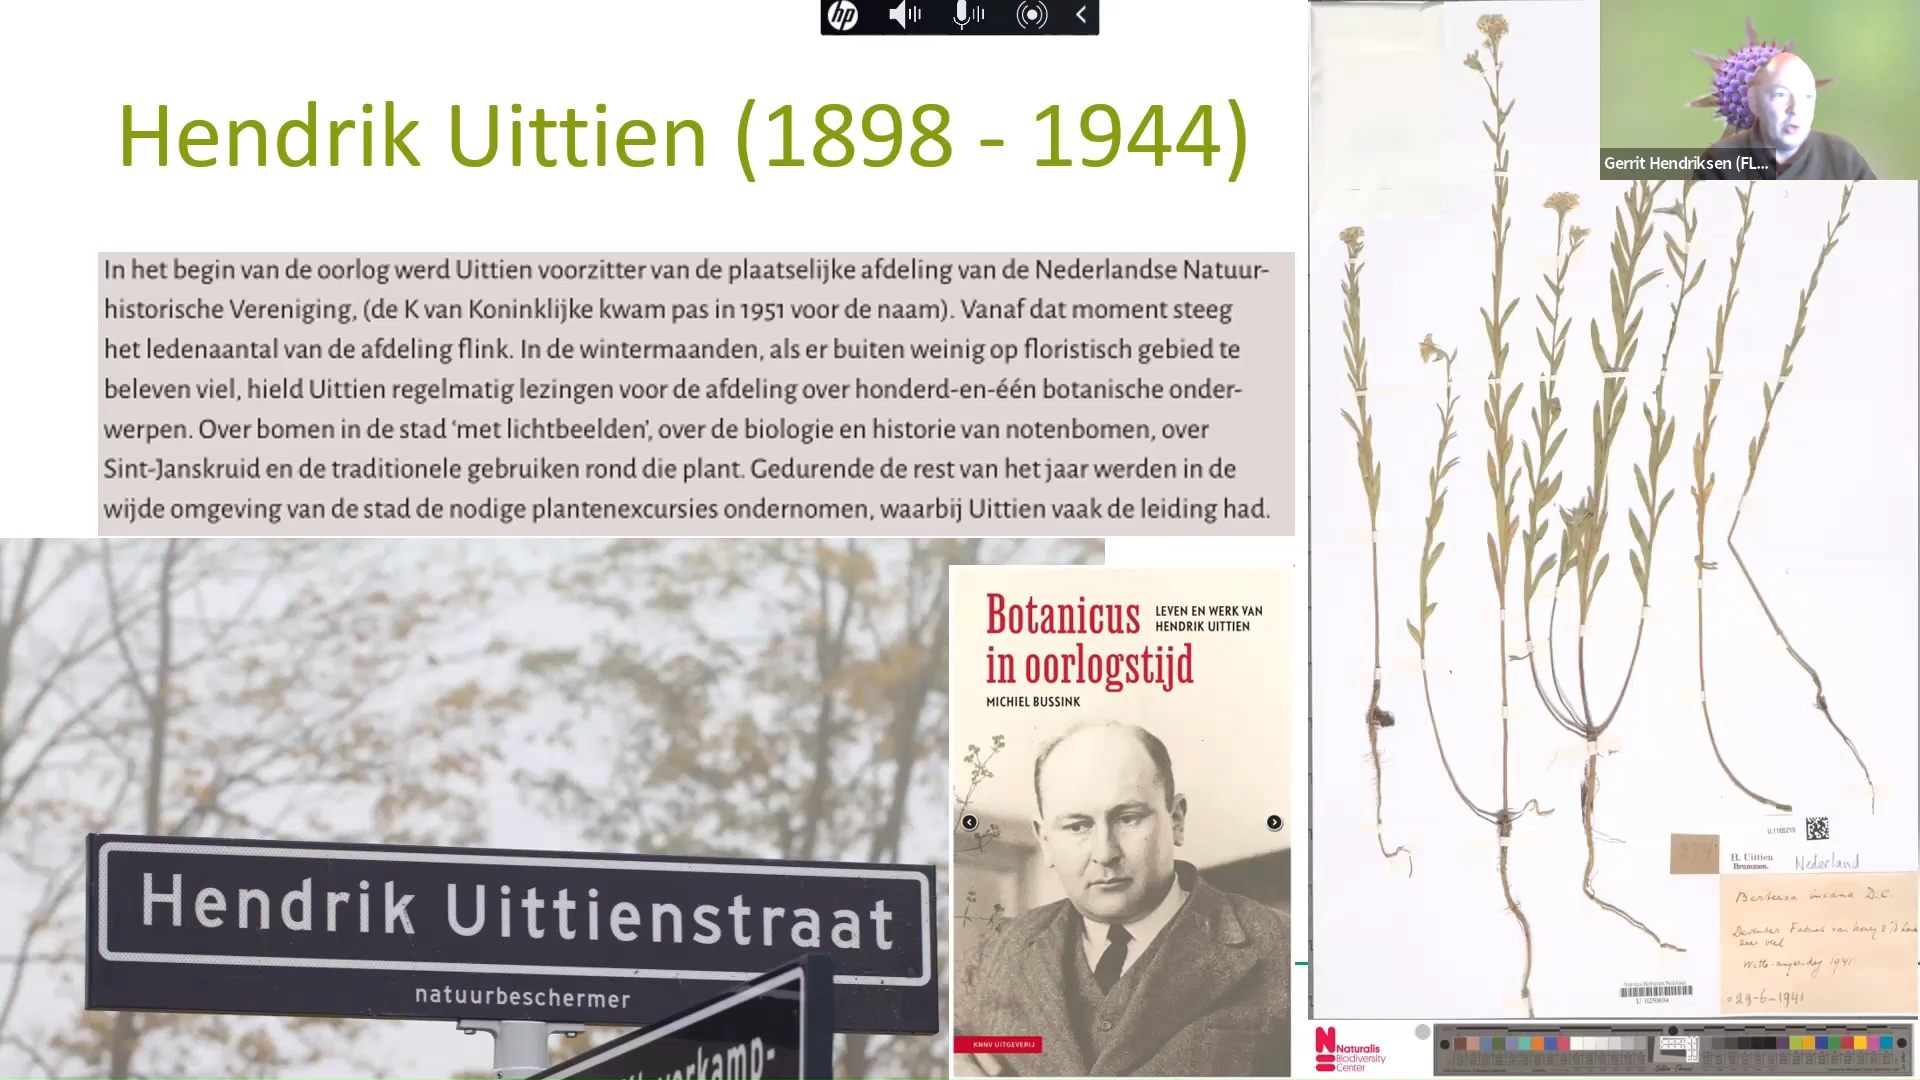 hp
Hendrik Uittien (1898 - 1944)
Gerrit Hendriksen (FL...
In het begin van de oorlog werd Uittien voorzitter van de plaatselijke afdeling van de Nederlandse Natuur-
historische Vereniging, (de K van Koninklijke kwam pas in 1951 voor de naam). Vanaf dat moment steeg
het ledenaantal van de afdeling flink. In de wintermaanden, als er buiten weinig op floristisch gebied te
beleven viel, hield Uittien regelmatig lezingen voor de afdeling over honderd-en-één botanische onder-
werpen. Over bomen in de stad ‘met lichtbeelden’, over de biologie en historie van notenbomen, over
Sint-Janskruid en de traditionele gebruiken rond die plant. Gedurende de rest van het jaar werden in de
wijde omgeving van de stad de nodige plantenexcursies ondernomen, waarbij Uittien vaak de leiding had.
Hendrik Uittienstraat
natuurbeschermer
Botanicus
in oorlogstijd
LEVEN EN WERK VAN
HENDRIK UITTIEN
MICHIEL BUSSINK
KNNV UITGEVERIJ
U.1165215
H. Uittien
Brummen.
Nederland
Berteroa incana D.C.
Deventer
1941
=29-6-1941
U 0250694
Naturalis
Biodiversity
Center